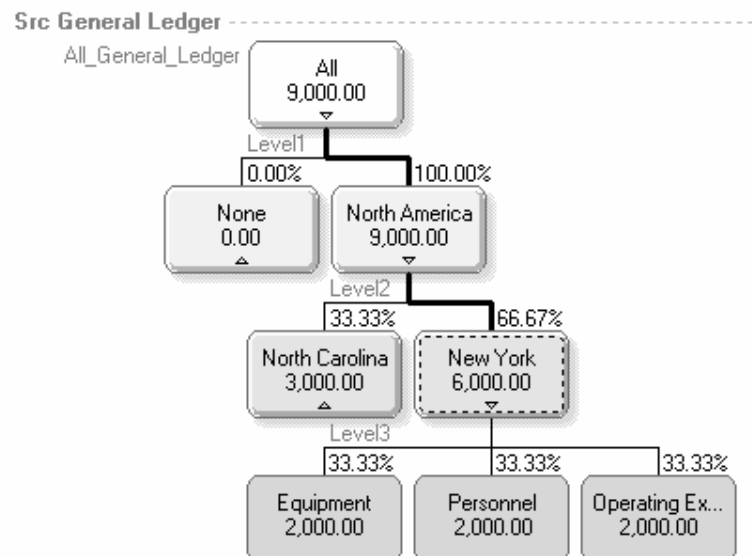 Src General Ledger
All_General_Ledger
All
9,000.00
Level1
0.00%
100.00%
None
0.00
North America
9,000.00
Level2
33.33%
66.67%
North Carolina
3,000.00
New York
6,000.00
Level3
33.33%
33.33%
33.33%
Equipment
2,000.00
Personnel
2,000.00
Operating Ex...
2,000.00